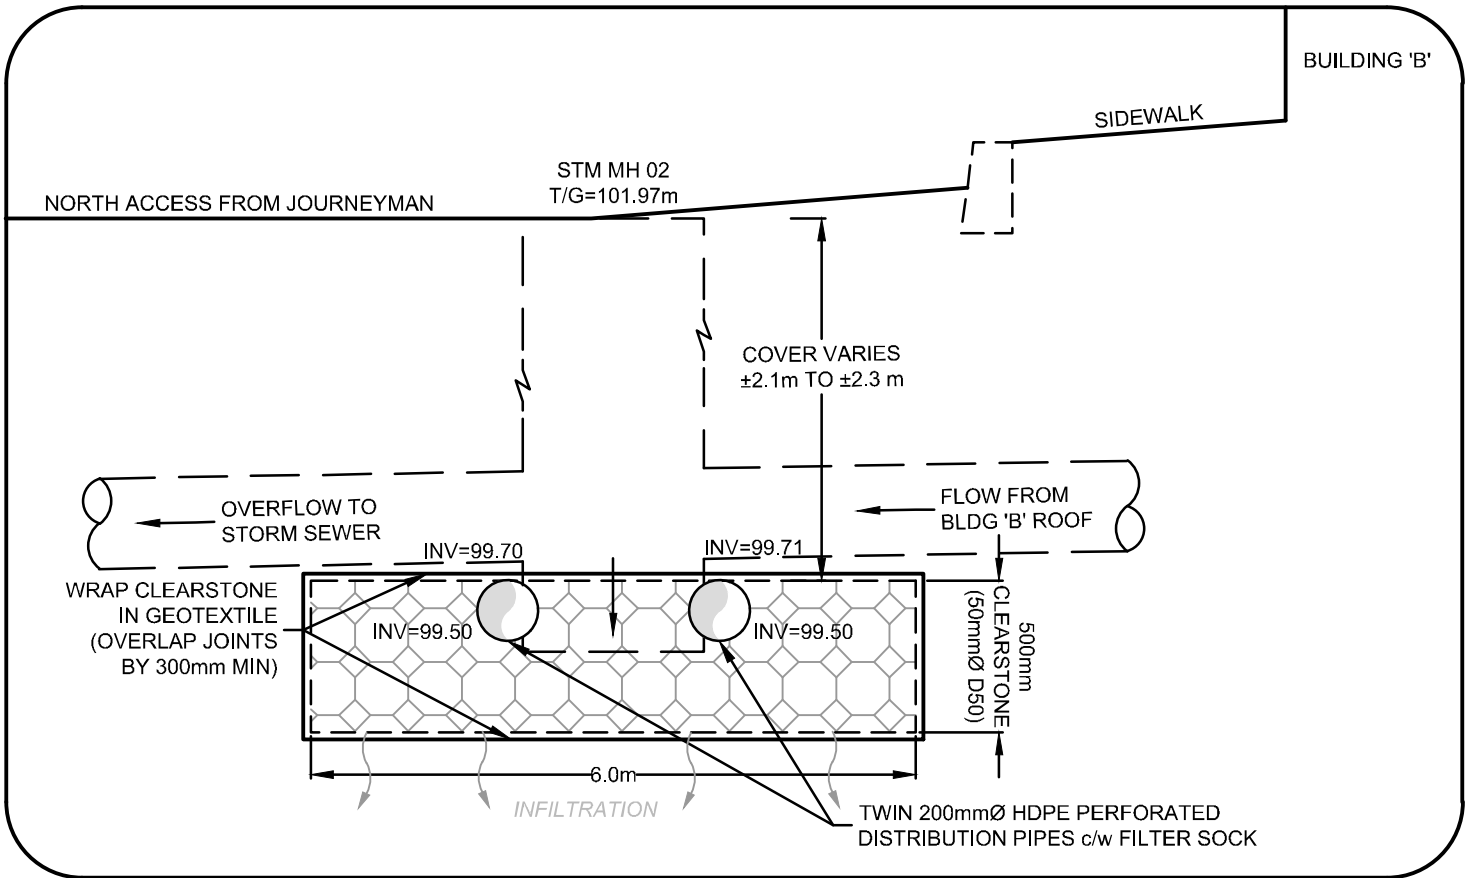 BUILDING 'B'
SIDEWALK
STM MH 02
T/G=101.97m
NORTH ACCESS FROM JOURNEYMAN
COVER VARIES
±2.1m TO ±2.3 m
OVERFLOW TO
STORM SEWER
FLOW FROM
BLDG 'B' ROOF
INV=99.70
INV=99.71
WRAP CLEARSTONE
IN GEOTEXTILE
(OVERLAP JOINTS
BY 300mm MIN)
INV=99.50
INV=99.50
500mm
CLEARSTONE
(50mmØ D50)
6.0m
INFILTRATION
TWIN 200mmØ HDPE PERFORATED
DISTRIBUTION PIPES c/w FILTER SOCK